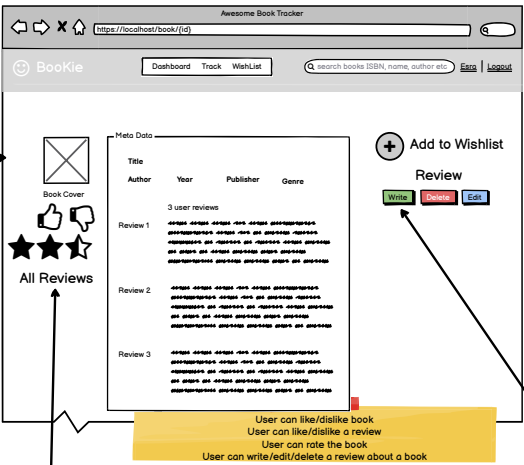 Awesome Book Tracker
https://localhost/book/{id}
BooKie
Dashboard Track WishList
search books ISBN, name, author etc
Esra | Logout
Meta Data
Title
Author Year Publisher Genre
3 user reviews
Review 1
Review 2
Review 3
Book Cover
All Reviews
Add to Wishlist
Review
Write Delete Edit
User can like/dislike book
User can like/dislike a review
User can rate the book
User can write/edit/delete a review about a book